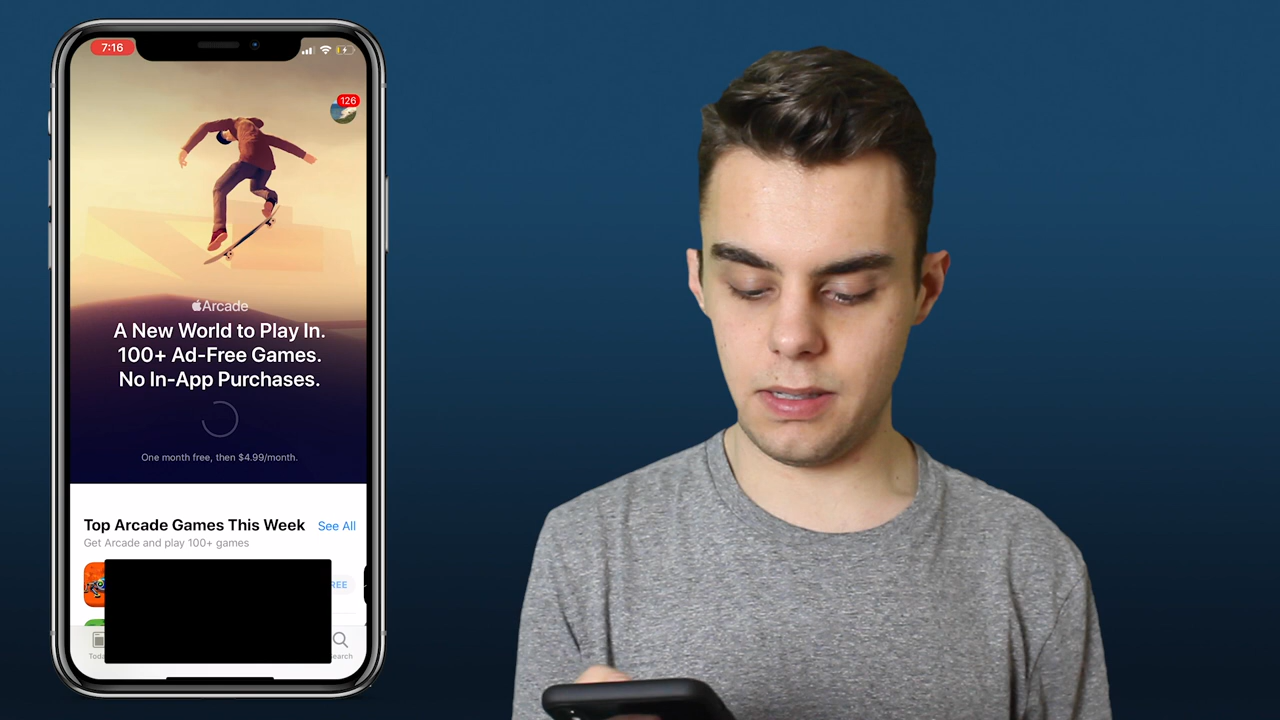 7:16
126
Arcade
A New World to Play In.
100+ Ad-Free Games.
No In-App Purchases.
One month free, then $4.99/month.
Top Arcade Games This Week
See All
Get Arcade and play 100+ games